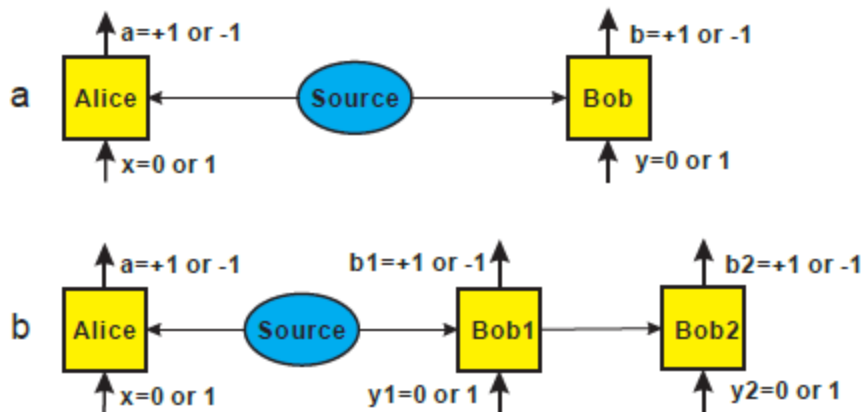 a=+1 or -1
b=+1 or -1
a
Alice
Source
Bob
x=0 or 1
y=0 or 1
a=+1 or -1
b1=+1 or -1
b2=+1 or -1
b
Alice
Source
Bob1
Bob2
x=0 or 1
y1=0 or 1
y2=0 or 1